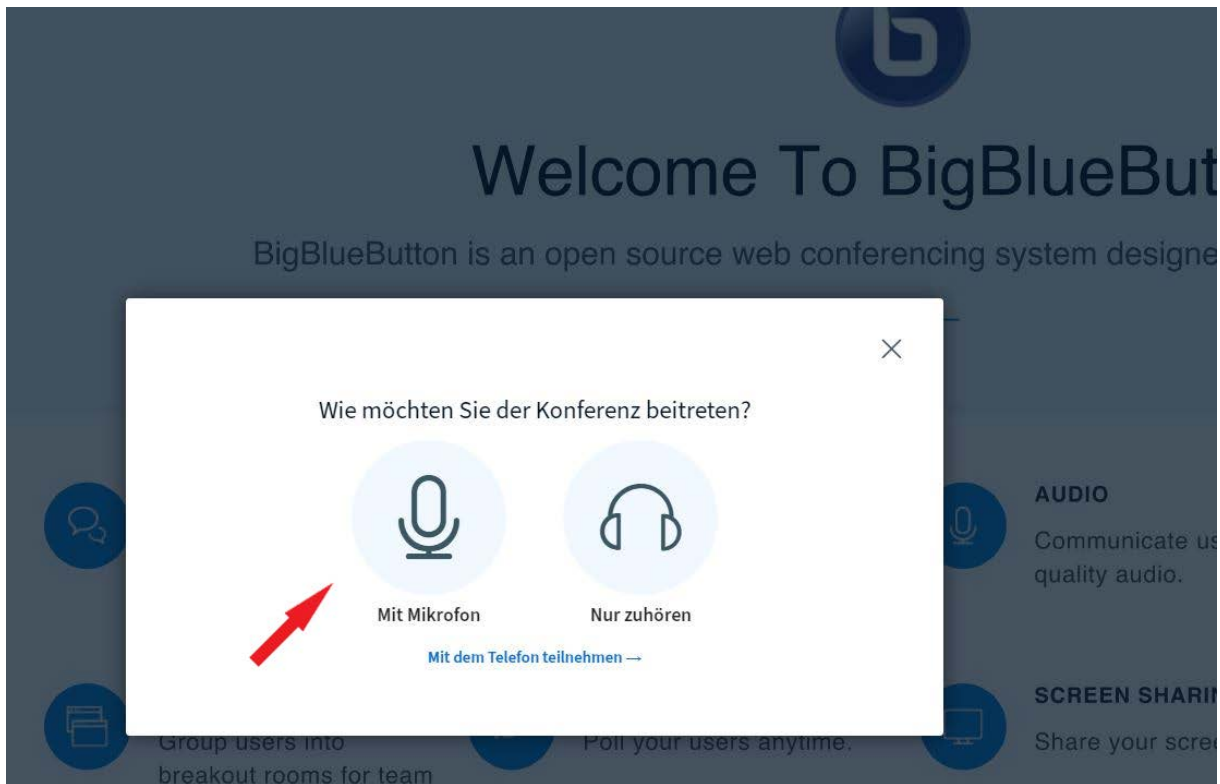 Welcome To BigBlueBut
BigBlueButton is an open source web conferencing system designe
Wie möchten Sie der Konferenz beitreten?
Mit Mikrofon
Nur zuhören
Mit dem Telefon teilnehmen →
AUDIO
Communicate us
quality audio.
Group users into
breakout rooms for team
Poll your users anytime.
SCREEN SHARIN
Share your scree